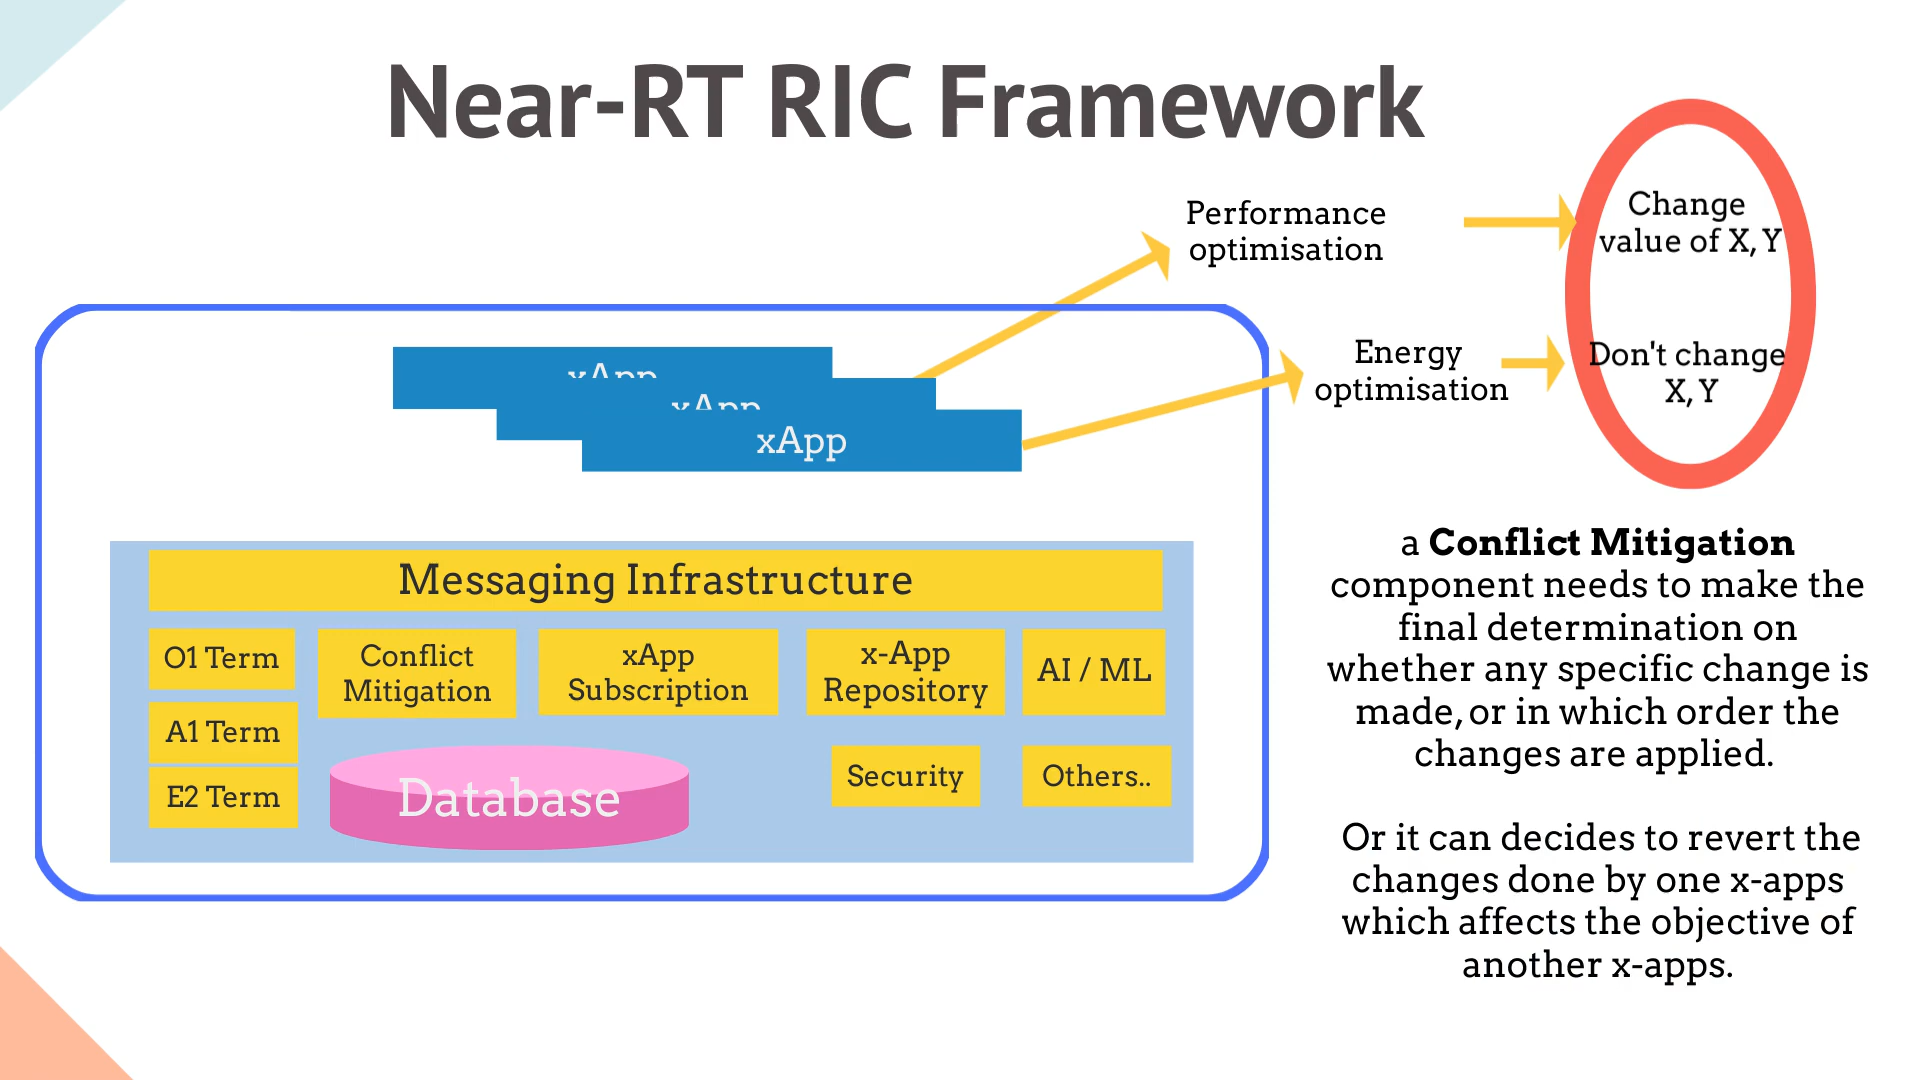 Near-RT RIC Framework
Performance
optimisation
Change
value of X, Y
Energy
optimisation
Don't change
X, Y
xApp
xApp
xApp
Messaging Infrastructure
O1 Term
Conflict
Mitigation
xApp
Subscription
x-App
Repository
AI / ML
A1 Term
E2 Term
Database
Security
Others..
a Conflict Mitigation
component needs to make the
final determination on
whether any specific change is
made, or in which order the
changes are applied.
Or it can decides to revert the
changes done by one x-apps
which affects the objective of
another x-apps.